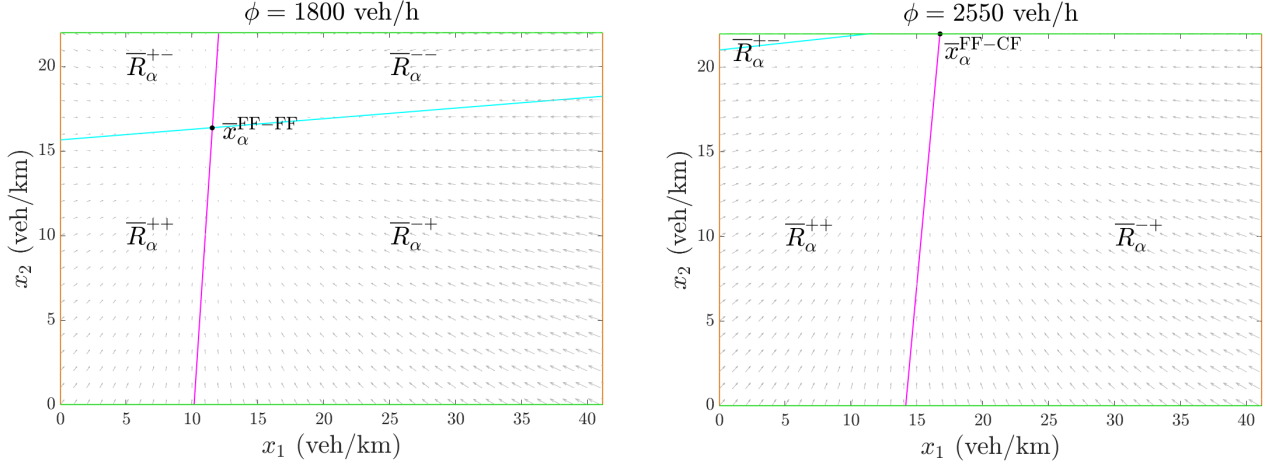 ϕ = 1800 veh/h
R̅α⁺⁻
R̅α⁻⁻
x̅αFF−FF
R̅α⁺⁺
R̅α⁻⁺
x₂ (veh/km)
20
15
10
5
0
0 5 10 15 20 25 30 35 40
x₁ (veh/km)
ϕ = 2550 veh/h
R̅α⁺⁻
x̅αFF−CF
R̅α⁺⁺
R̅α⁻⁺
x₂ (veh/km)
20
15
10
5
0
0 5 10 15 20 25 30 35 40
x₁ (veh/km)